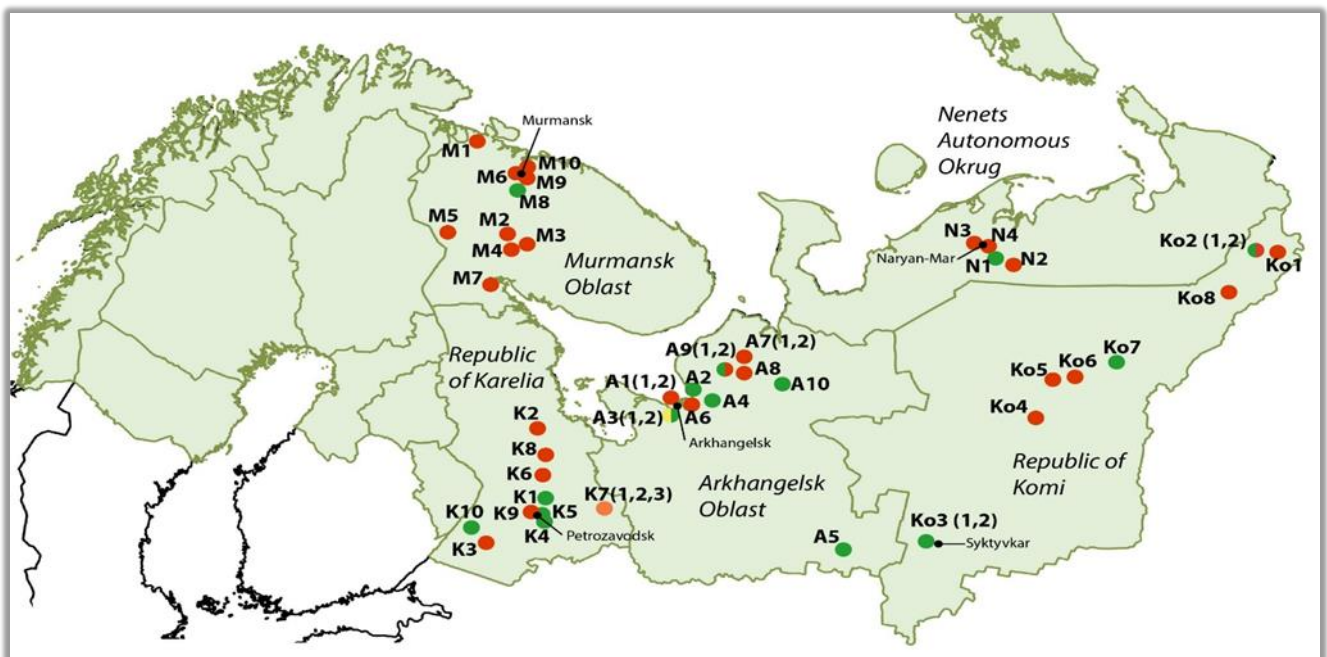 Murmansk
M1
M10
M6
M9
M8
M5
M2
M3
M4
M7
Murmansk
Oblast
Nenets
Autonomous
Okrug
N3
N4
Naryan-Mar
N1
N2
Ko2 (1,2)
Ko1
Ko8
Ko7
Ko6
Ko5
Ko4
Republic of
Komi
Ko3 (1,2)
Syktyvkar
Republic
of Karelia
A9(1,2)
A7(1,2)
A8
A10
A1(1,2)
A2
A4
A3(1,2)
A6
Arkhangelsk
Arkhangelsk
Oblast
A5
K2
K8
K6
K1
K7(1,2,3)
K10
K9
K5
K4
Petrozavodsk
K3